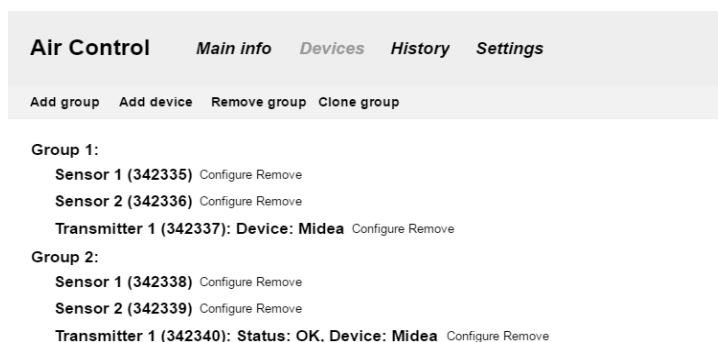 Air Control Main info Devices History Settings
Add group Add device Remove group Clone group
Group 1:
Sensor 1 (342335) Configure Remove
Sensor 2 (342336) Configure Remove
Transmitter 1 (342337): Device: Midea Configure Remove
Group 2:
Sensor 1 (342338) Configure Remove
Sensor 2 (342339) Configure Remove
Transmitter 1 (342340): Status: OK, Device: Midea Configure Remove